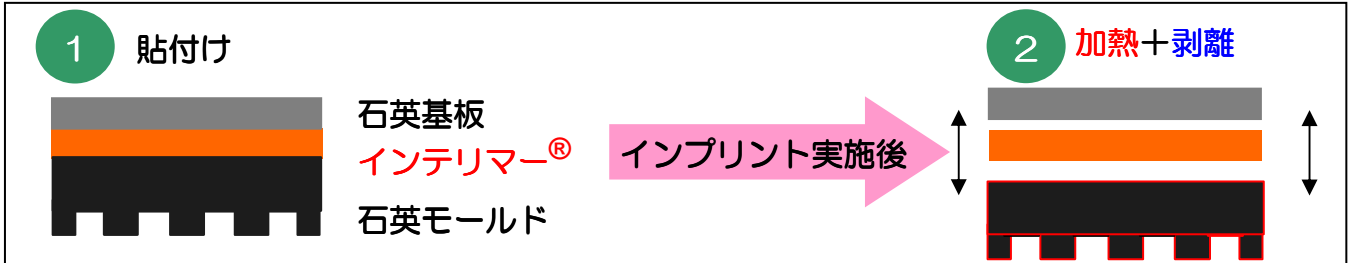 1 貼付け
石英基板
インテリマー®
石英モールド
インプリント実施後
2 加熱+剥離